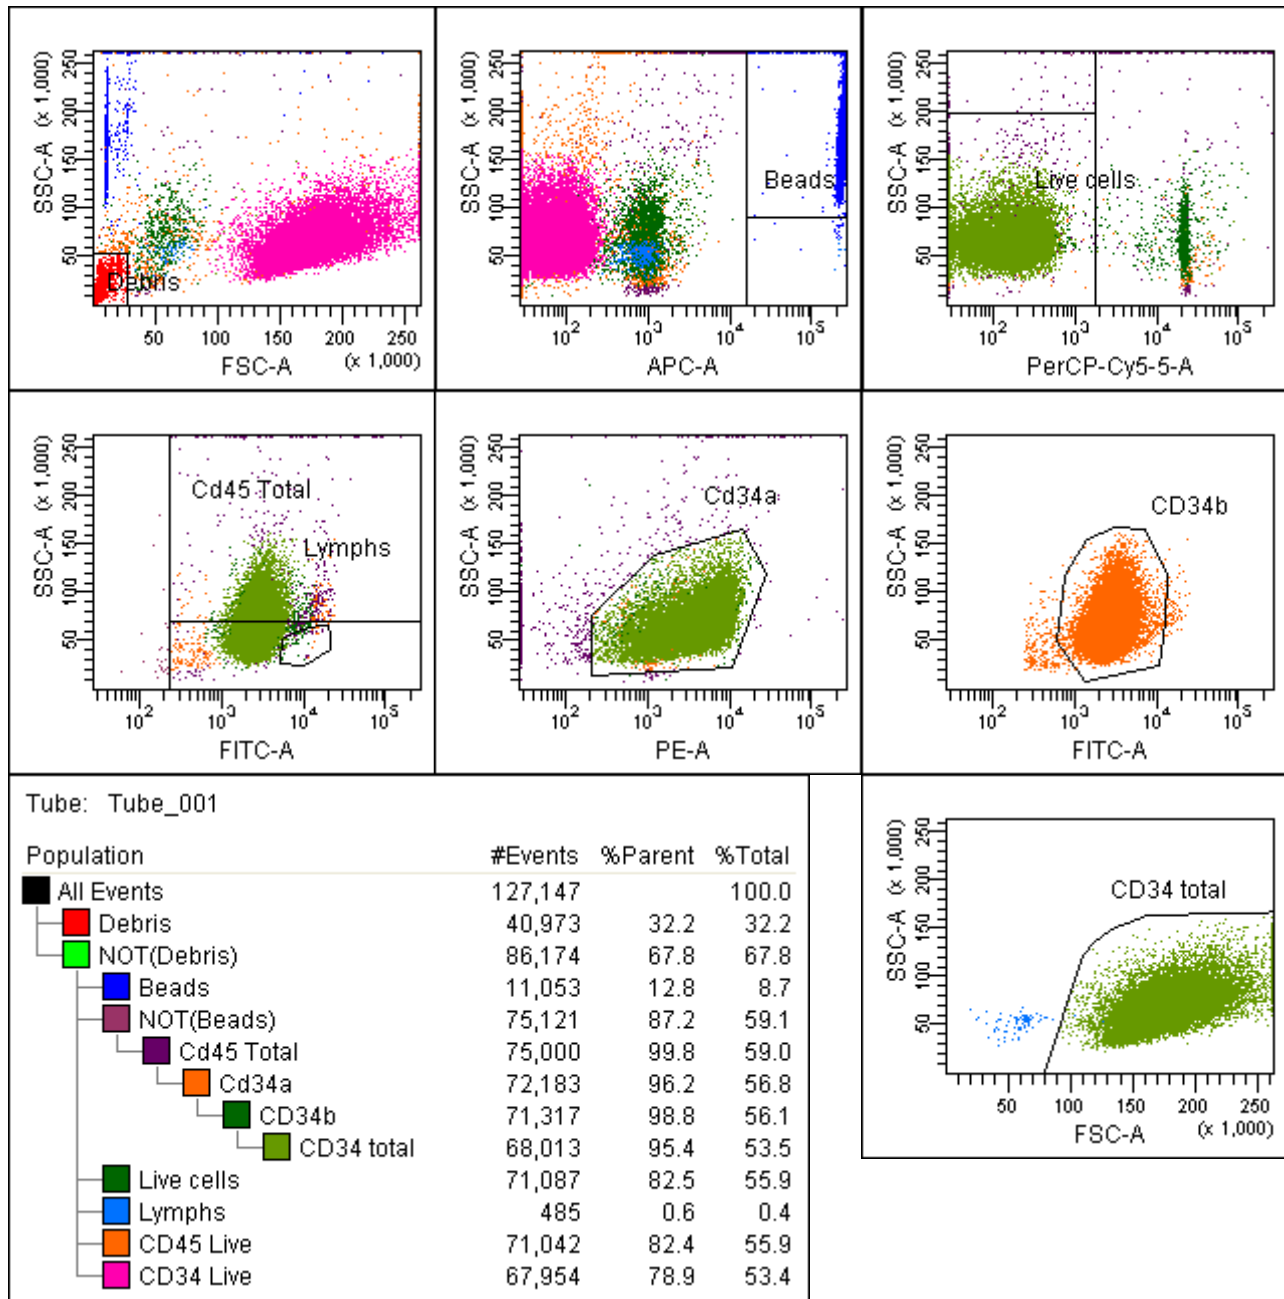 250
200
150
100
50
SSC-A (x 1,000)
Debris
50 100 150 200 250
FSC-A (x 1,000)
250
200
150
100
50
SSC-A (x 1,000)
Beads
10^2 10^3 10^4 10^5
APC-A
250
200
150
100
50
SSC-A (x 1,000)
Live cells
10^2 10^3 10^4 10^5
PerCP-Cy5-5-A
250
200
150
100
50
SSC-A (x 1,000)
Cd45 Total
Lymphs
10^2 10^3 10^4 10^5
FITC-A
250
200
150
100
50
SSC-A (x 1,000)
Cd34a
10^2 10^3 10^4 10^5
PE-A
250
200
150
100
50
SSC-A (x 1,000)
CD34b
10^2 10^3 10^4 10^5
FITC-A
Tube: Tube_001
Population #Events %Parent %Total
All Events 127,147 100.0
Debris 40,973 32.2 32.2
NOT(Debris) 86,174 67.8 67.8
Beads 11,053 12.8 8.7
NOT(Beads) 75,121 87.2 59.1
Cd45 Total 75,000 99.8 59.0
Cd34a 72,183 96.2 56.8
CD34b 71,317 98.8 56.1
CD34 total 68,013 95.4 53.5
Live cells 71,087 82.5 55.9
Lymphs 485 0.6 0.4
CD45 Live 71,042 82.4 55.9
CD34 Live 67,954 78.9 53.4
250
200
150
100
50
SSC-A (x 1,000)
CD34 total
50 100 150 200 250
FSC-A (x 1,000)